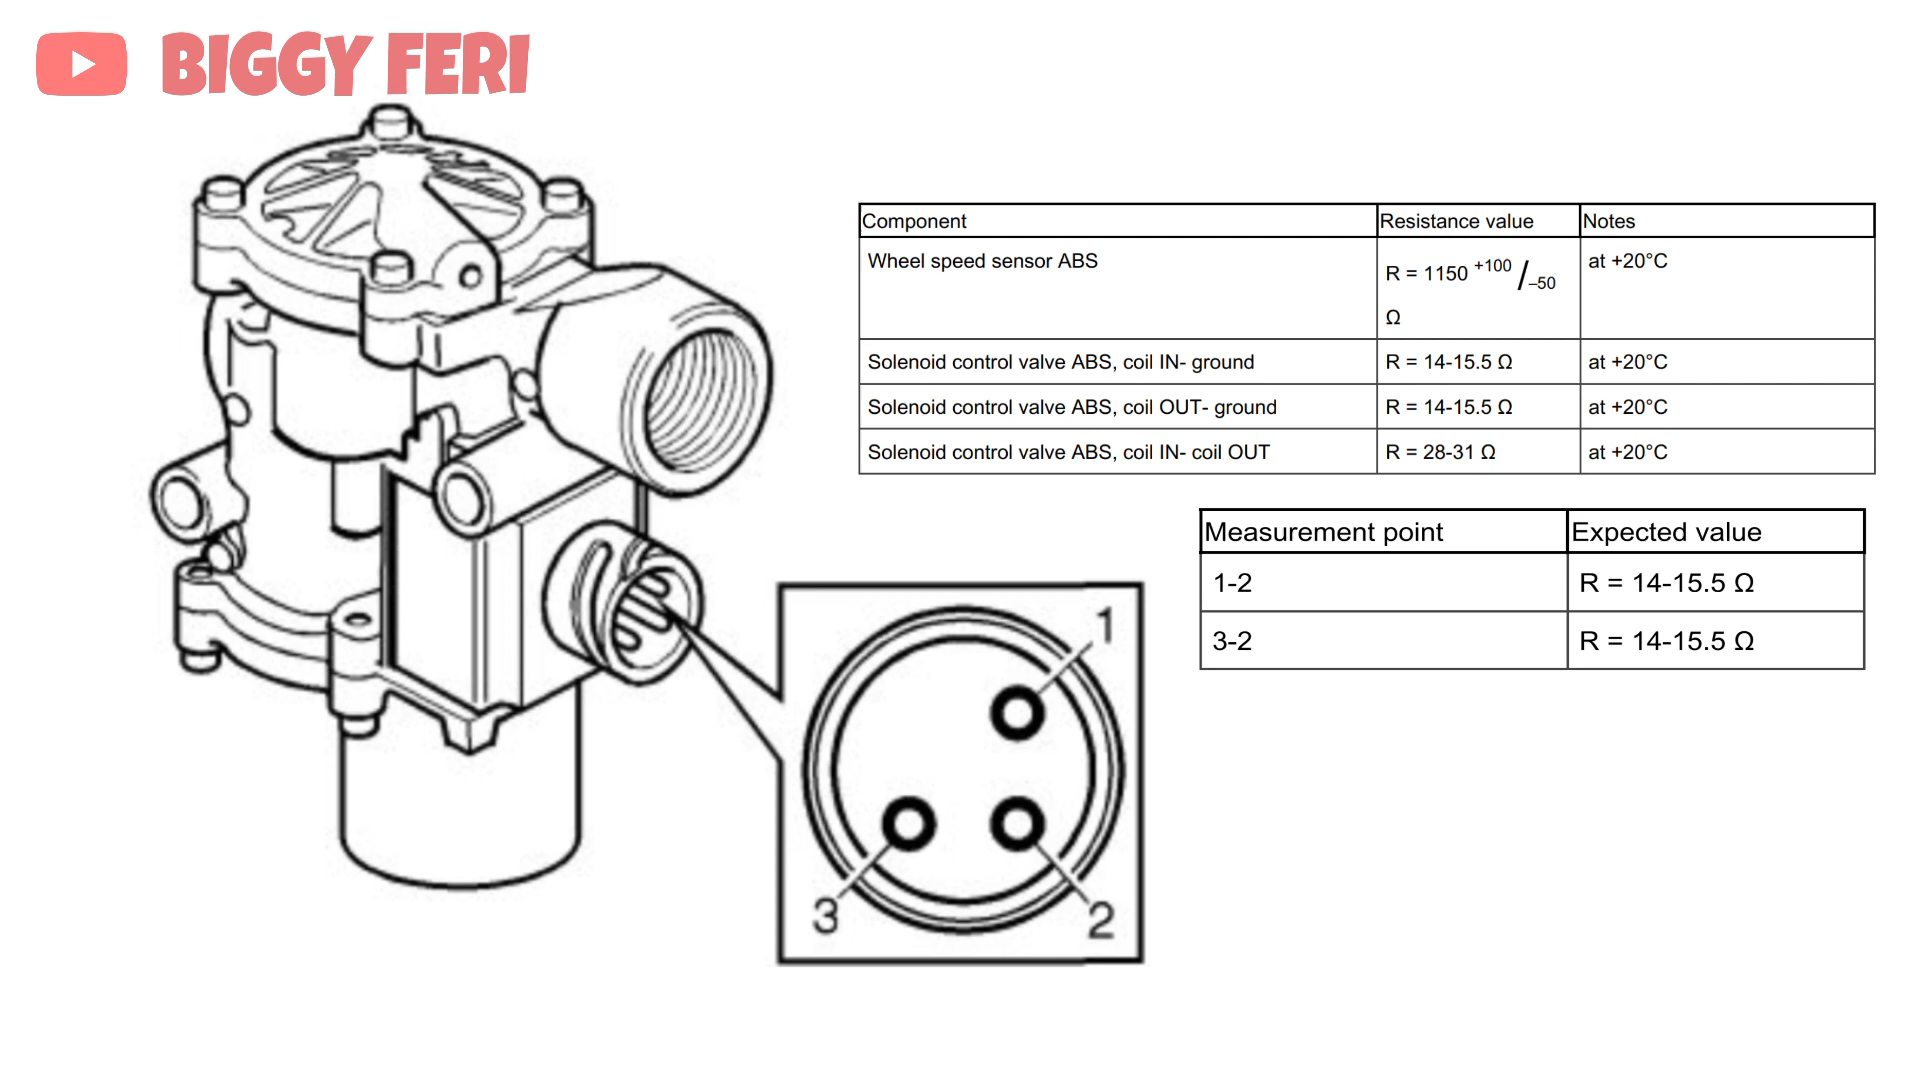 BIGGY FERI
Component Resistance value Notes
Wheel speed sensor ABS R = 1150 +100 / –50 Ω at +20°C
Solenoid control valve ABS, coil IN- ground R = 14-15.5 Ω at +20°C
Solenoid control valve ABS, coil OUT- ground R = 14-15.5 Ω at +20°C
Solenoid control valve ABS, coil IN- coil OUT R = 28-31 Ω at +20°C
Measurement point Expected value
1-2 R = 14-15.5 Ω
3-2 R = 14-15.5 Ω
1
3
2